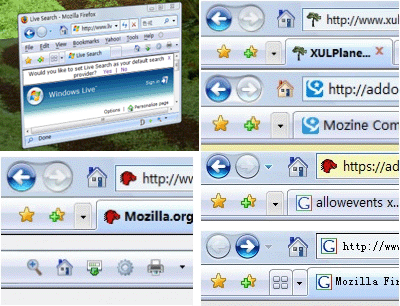 Live Search - Mozilla Firefox
http://www.liv
File Edit View Bookmarks Yahoo! Tools Help
Live Search
Would you like to set Live Search as your default search
provider? Yes | No
Sign in
Windows Live
Options | Personalize page
Done
http://ww
Mozilla.org
http://www.xul
XULPlane...
http://addo
Mozine Com
https://ad
allowevents x...
http://www
Mozilla Fir